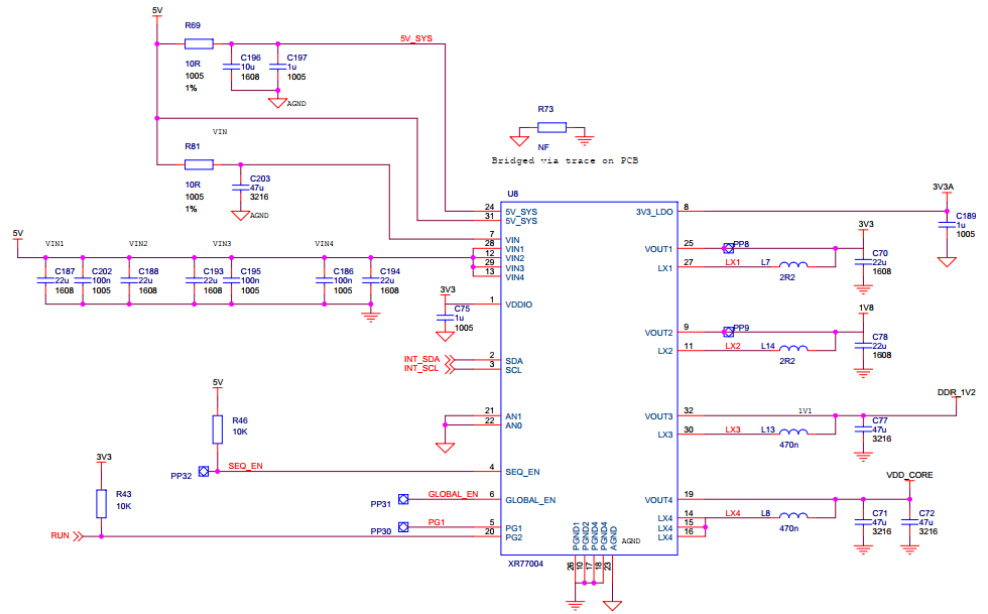 5V
R69
10R
1005
1%
C196
10u
1608
C197
1u
1005
5V_SYS
AGND
VIN
R81
10R
1005
1%
C203
47u
3216
AGND
R73
NF
Bridged via trace on PCB
5V
VIN1
VIN2
VIN3
VIN4
C187
22u
1608
C202
100n
1005
C188
22u
1608
C193
22u
1608
C195
100n
1005
C186
100n
1005
C194
22u
1608
3V3
C75
1u
1005
INT_SDA
INT_SCL
5V
R46
10K
PP32
SEQ_EN
3V3
R43
10K
PP31
GLOBAL_EN
PP30
PG1
RUN
U8
24 5V_SYS
31 5V_SYS
7 VIN
28 VIN1
12 VIN2
29 VIN3
13 VIN4
1 VDDIO
2 SDA
3 SCL
21 AN1
22 AN0
4 SEQ_EN
6 GLOBAL_EN
5 PG1
20 PG2
XR77004
PGND1 26
PGND2 10
PGND4 17
PGND4 18
AGND 23
AGND
3V3_LDO 8
VOUT1 25
LX1 27
VOUT2 9
LX2 11
VOUT3 32
LX3 30
VOUT4 19
LX4 14
LX4 15
LX4 16
3V3A
C189
1u
1005
PP8
3V3
LX1
L7
2R2
C70
22u
1608
PP9
1V8
LX2
L14
2R2
C78
22u
1608
DDR_1V2
1V1
LX3
L13
470n
C77
47u
3216
VDD_CORE
LX4
L8
470n
C71
47u
3216
C72
47u
3216